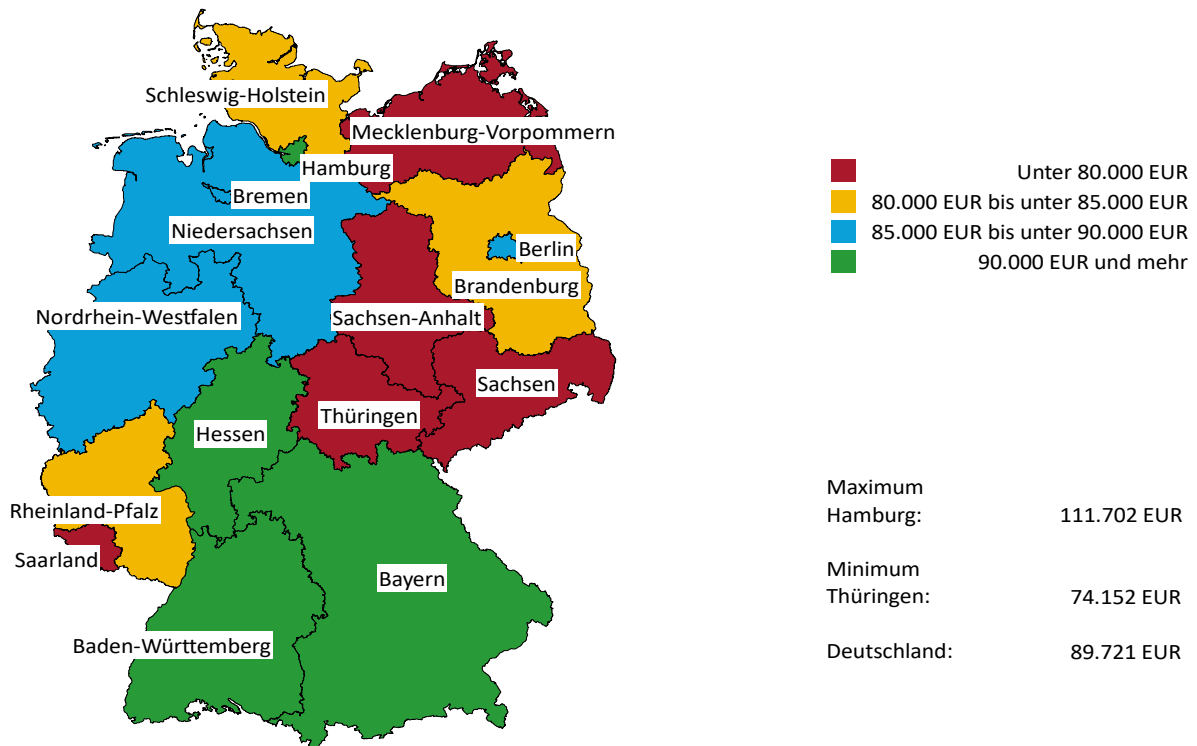 Schleswig-Holstein
Mecklenburg-Vorpommern
Hamburg
Bremen
Niedersachsen
Berlin
Brandenburg
Nordrhein-Westfalen
Sachsen-Anhalt
Sachsen
Thüringen
Hessen
Rheinland-Pfalz
Saarland
Bayern
Baden-Württemberg
Unter 80.000 EUR
80.000 EUR bis unter 85.000 EUR
85.000 EUR bis unter 90.000 EUR
90.000 EUR und mehr
Maximum
Hamburg: 111.702 EUR
Minimum
Thüringen: 74.152 EUR
Deutschland: 89.721 EUR